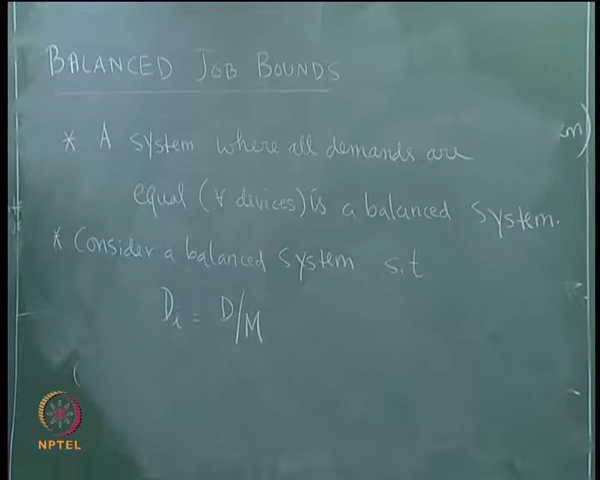 BALANCED JOB BOUNDS
* A system where all demands are
equal (∀ devices) is a balanced system.
* Consider a balanced system s.t
Di = D/M
(
m)
NPTEL